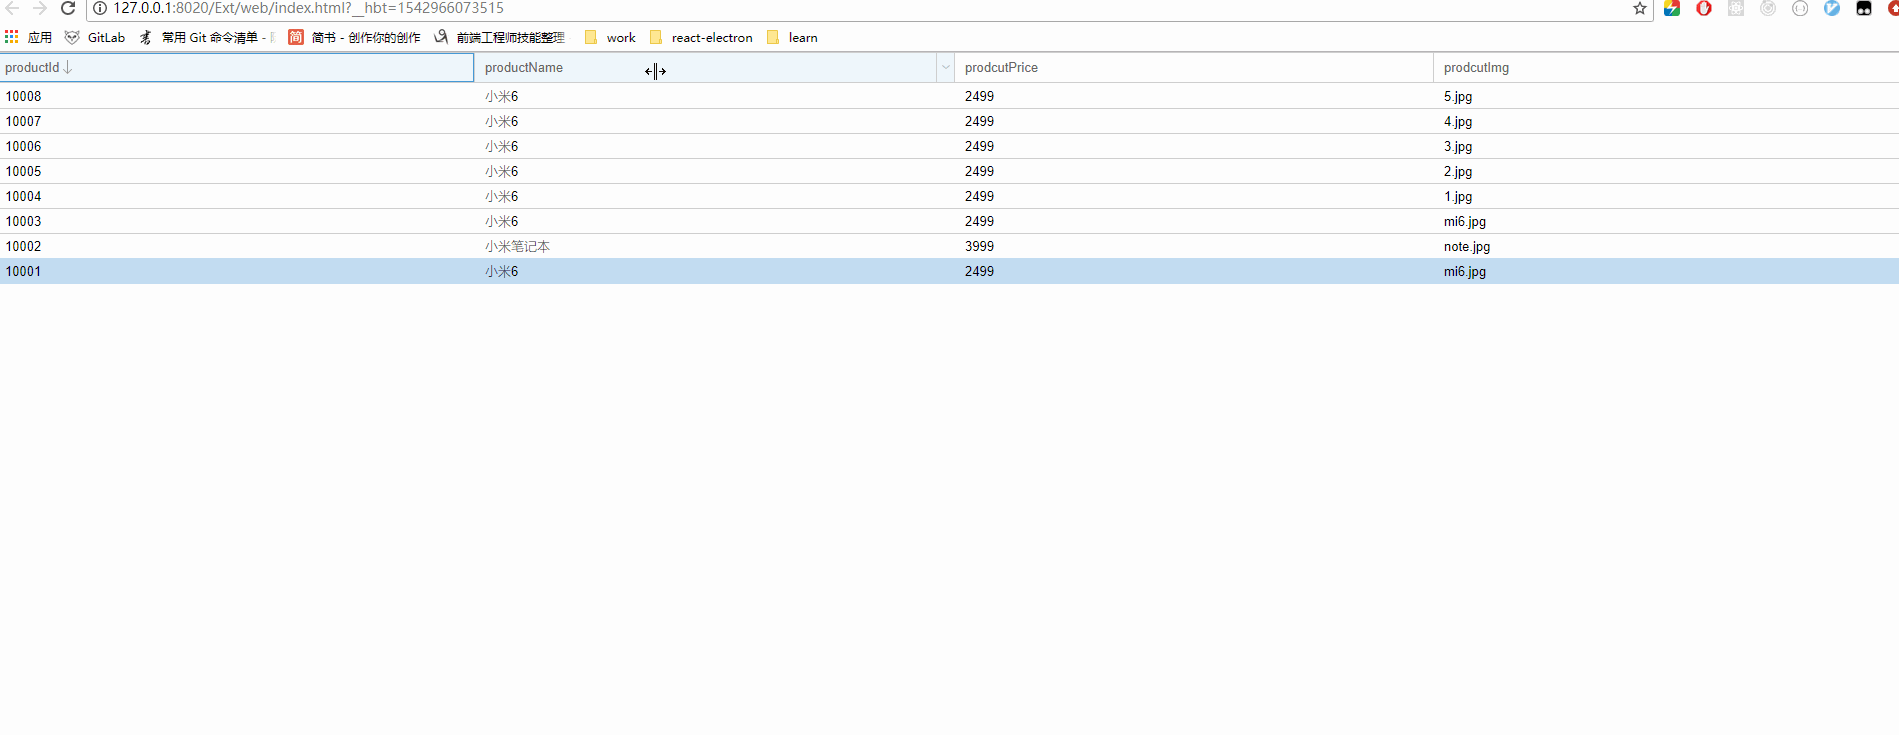 127.0.0.1:8020/Ext/web/index.html?__hbt=1542966073515
应用 GitLab 常用 Git 命令清单 - 简 简书 - 创作你的创作 前端工程师技能整理 work react-electron learn
productId productName prodcutPrice prodcutImg
10008 小米6 2499 5.jpg
10007 小米6 2499 4.jpg
10006 小米6 2499 3.jpg
10005 小米6 2499 2.jpg
10004 小米6 2499 1.jpg
10003 小米6 2499 mi6.jpg
10002 小米笔记本 3999 note.jpg
10001 小米6 2499 mi6.jpg